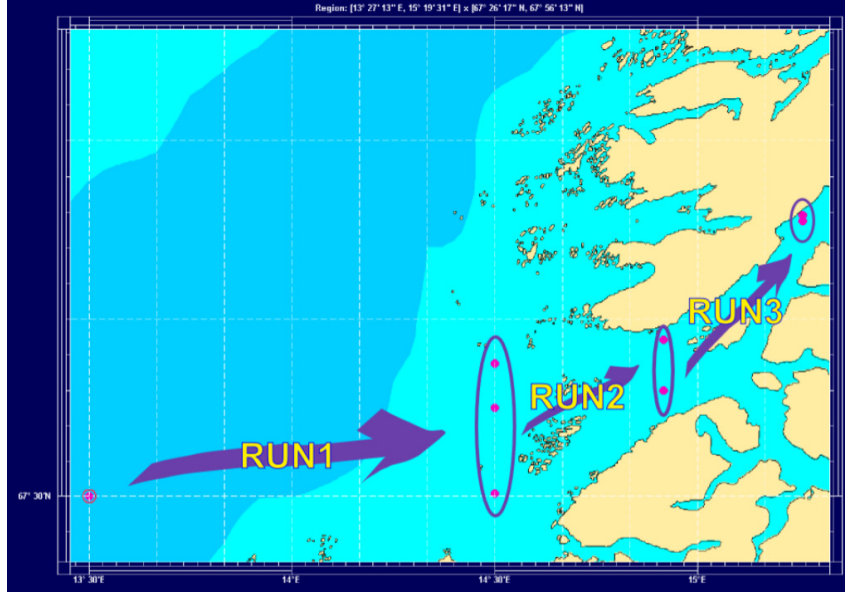 Region: [13° 27' 13" E, 15° 19' 31" E] x [67° 26' 17" N, 67° 56' 13" N]
RUN3
RUN2
RUN1
67° 30'N
13° 30'E
14°E
14° 30'E
15°E